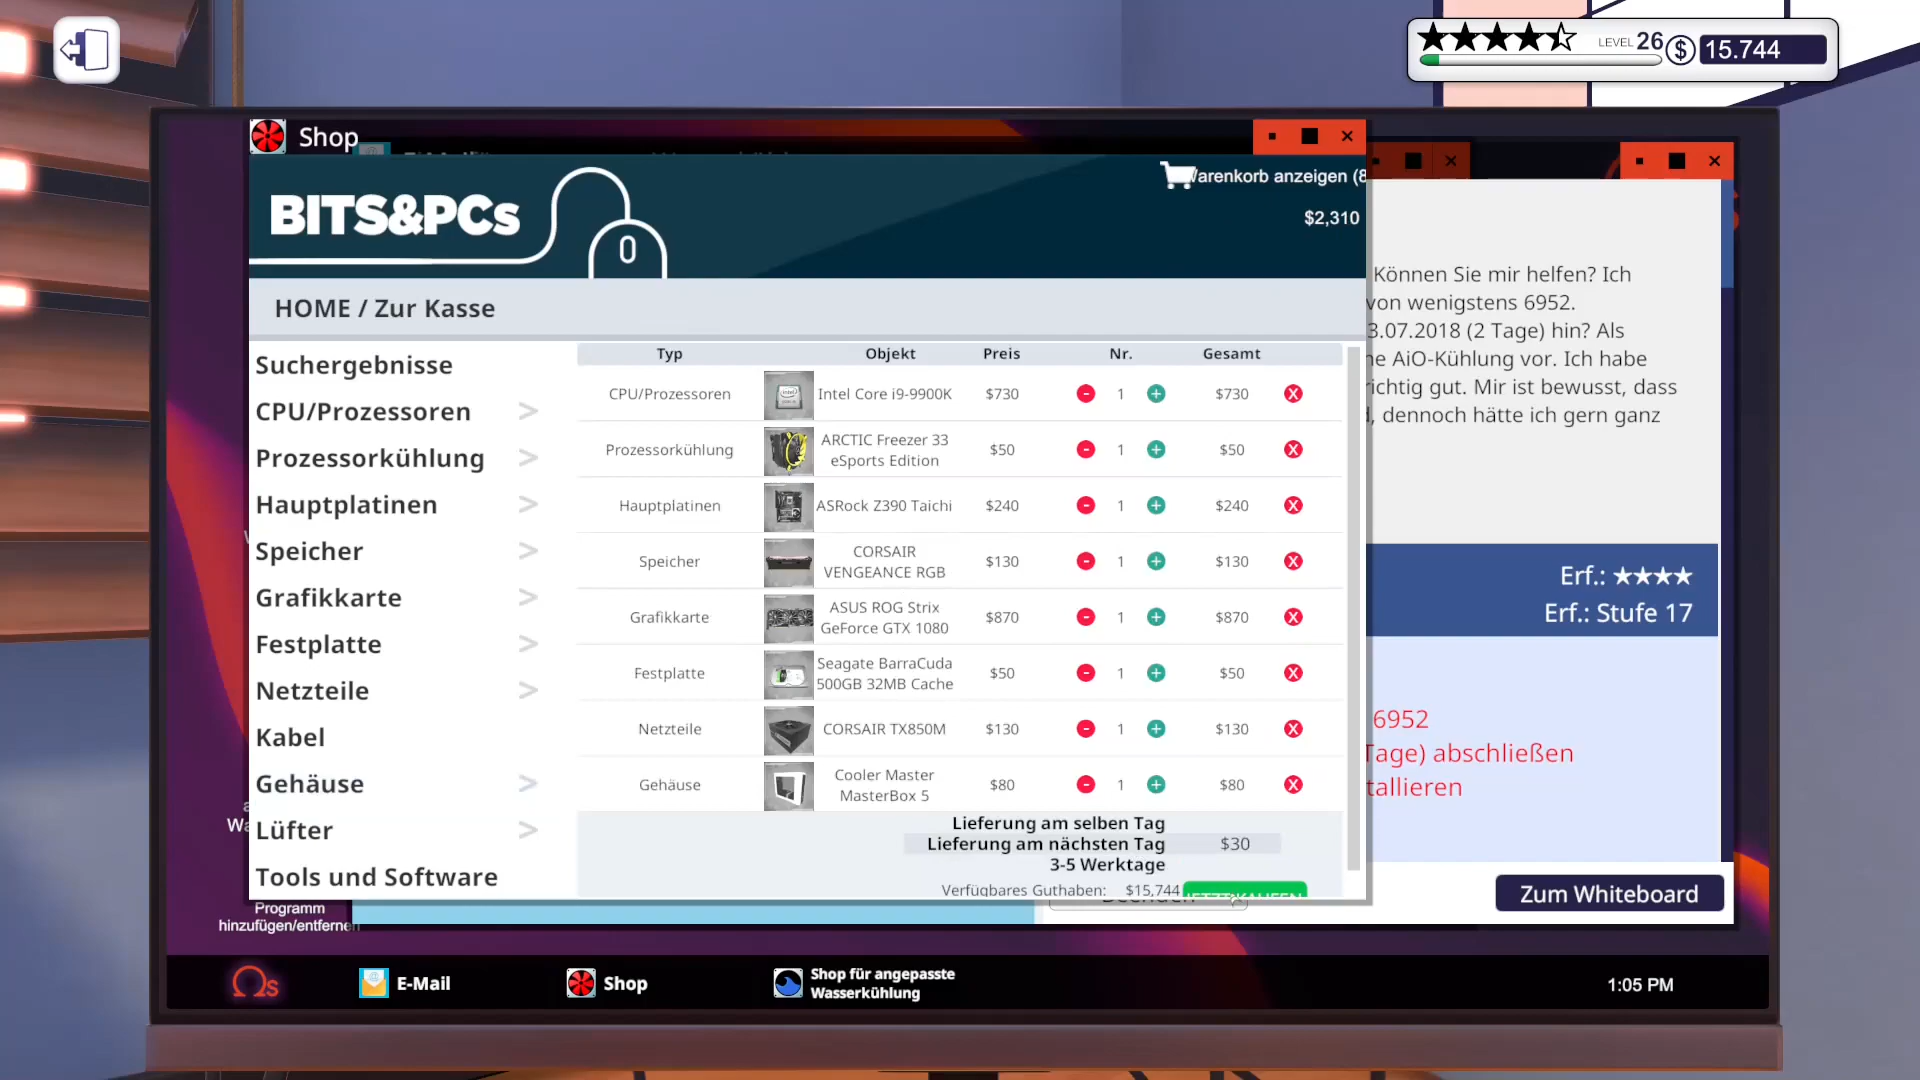 LEVEL 26
$ 15.744
Shop
BITS&PCs
Warenkorb anzeigen (8
$2,310
HOME / Zur Kasse
Suchergebnisse
CPU/Prozessoren >
Prozessorkühlung >
Hauptplatinen >
Speicher >
Grafikkarte >
Festplatte >
Netzteile >
Kabel
Gehäuse >
Lüfter >
Tools und Software
Typ Objekt Preis Nr. Gesamt
CPU/Prozessoren Intel Core i9-9900K $730 - 1 + $730 X
Prozessorkühlung ARCTIC Freezer 33
eSports Edition $50 - 1 + $50 X
Hauptplatinen ASRock Z390 Taichi $240 - 1 + $240 X
Speicher CORSAIR
VENGEANCE RGB $130 - 1 + $130 X
Grafikkarte ASUS ROG Strix
GeForce GTX 1080 $870 - 1 + $870 X
Festplatte Seagate BarraCuda
500GB 32MB Cache $50 - 1 + $50 X
Netzteile CORSAIR TX850M $130 - 1 + $130 X
Gehäuse Cooler Master
MasterBox 5 $80 - 1 + $80 X
Lieferung am selben Tag
Lieferung am nächsten Tag $30
3-5 Werktage
Verfügbares Guthaben: $15,744 JETZT KAUFEN
Können Sie mir helfen? Ich
von wenigstens 6952.
3.07.2018 (2 Tage) hin? Als
ne AiO-Kühlung vor. Ich habe
richtig gut. Mir ist bewusst, dass
dennoch hätte ich gern ganz
Erf.: ★★★★
Erf.: Stufe 17
6952
Tage) abschließen
tallieren
Beenden
Zum Whiteboard
Wa
Programm
hinzufügen/entfernen
Ωs
E-Mail
Shop
Shop für angepasste
Wasserkühlung
1:05 PM